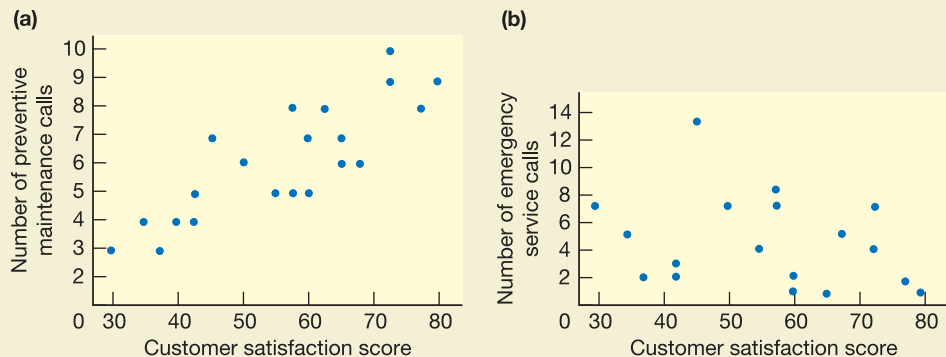 (a)
Number of preventive
maintenance calls
10
9
8
7
6
5
4
3
2
0 30 40 50 60 70 80
Customer satisfaction score
(b)
Number of emergency
service calls
14
12
10
8
6
4
2
0 30 40 50 60 70 80
Customer satisfaction score